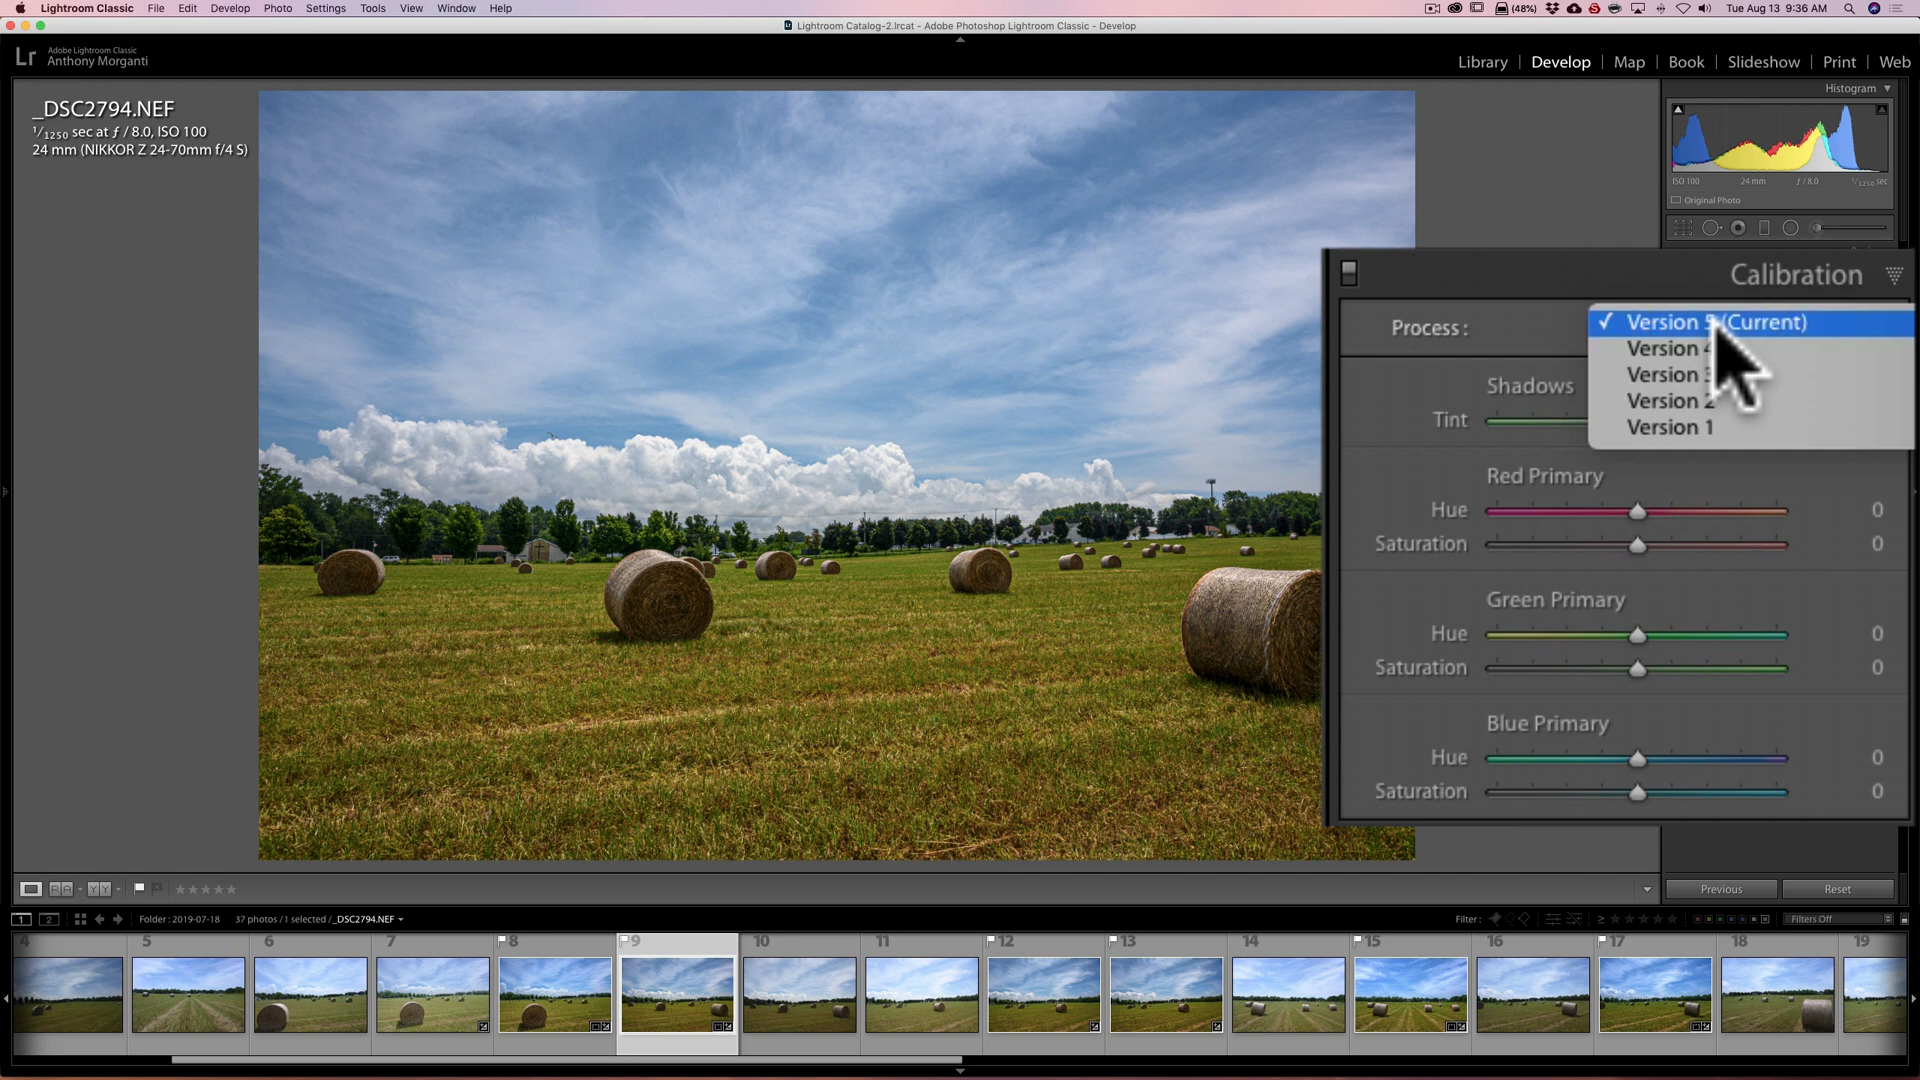 Lightroom Classic File Edit Develop Photo Settings Tools View Window Help
(48%) Tue Aug 13 9:36 AM
Lightroom Catalog-2.lrcat - Adobe Photoshop Lightroom Classic - Develop
Lr
Adobe Lightroom Classic
Anthony Morganti
Library | Develop | Map | Book | Slideshow | Print | Web
_DSC2794.NEF
1/1250 sec at ƒ / 8.0, ISO 100
24 mm (NIKKOR Z 24-70mm f/4 S)
Histogram
ISO 100 24 mm ƒ / 8.0 1/1250 sec
Original Photo
Calibration
Process :
✓ Version 5 (Current)
Version 4
Version 3
Version 2
Version 1
Shadows
Tint
Red Primary
Hue 0
Saturation 0
Green Primary
Hue 0
Saturation 0
Blue Primary
Hue 0
Saturation 0
Previous Reset
1 2 Folder : 2019-07-18 37 photos / 1 selected / _DSC2794.NEF
Filter : Filters Off
4 5 6 7 8 9 10 11 12 13 14 15 16 17 18 19